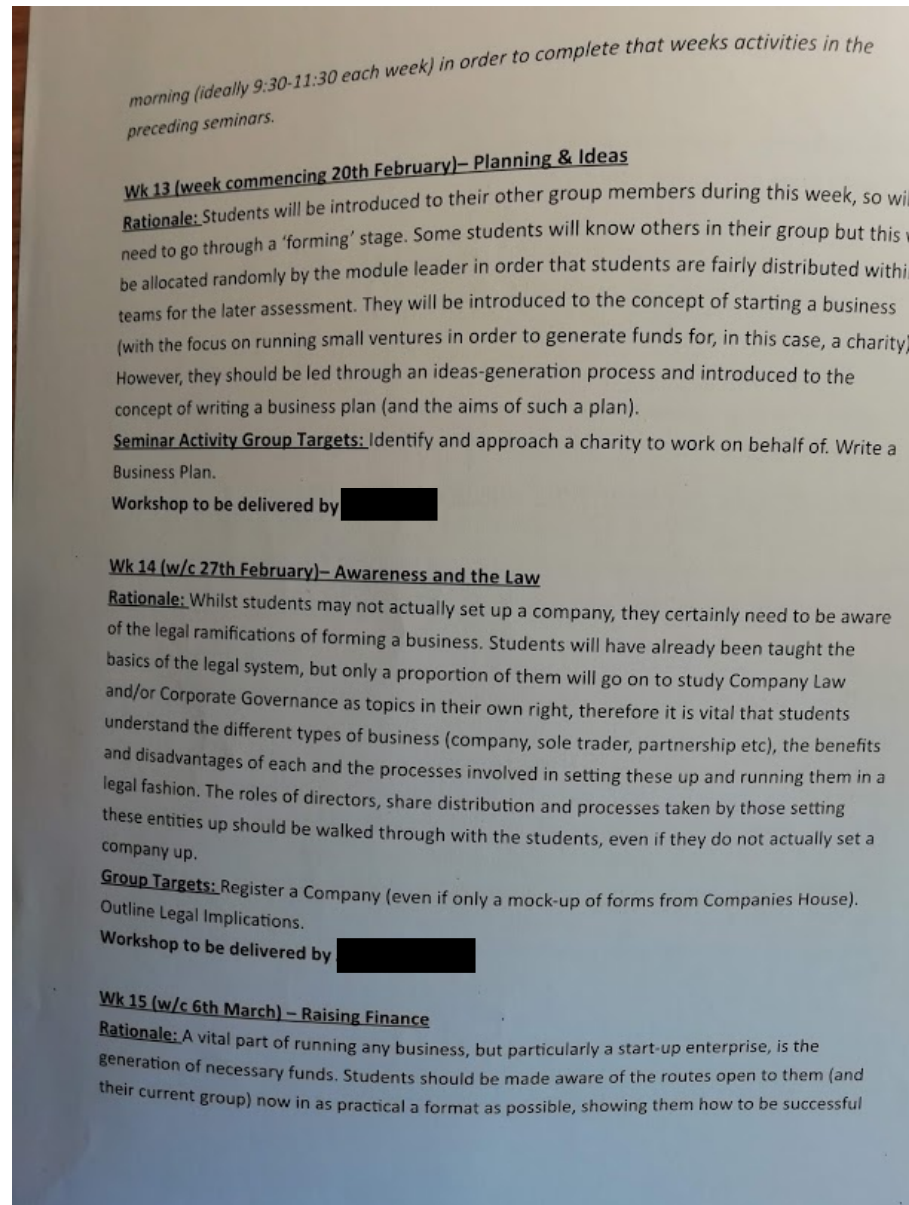 morning (ideally 9:30-11:30 each week) in order to complete that weeks activities in the
preceding seminars.
Wk 13 (week commencing 20th February)– Planning & Ideas
Rationale: Students will be introduced to their other group members during this week, so
need to go through a ‘forming’ stage. Some students will know others in their group but this
be allocated randomly by the module leader in order that students are fairly distributed
teams for the later assessment. They will be introduced to the concept of starting a business
(with the focus on running small ventures in order to generate funds for, in this case, a charity)
However, they should be led through an ideas-generation process and introduced to the
concept of writing a business plan (and the aims of such a plan).
Seminar Activity Group Targets: Identify and approach a charity to work on behalf of. Write a
Business Plan.
Workshop to be delivered by
Wk 14 (w/c 27th February)– Awareness and the Law
Rationale: Whilst students may not actually set up a company, they certainly need to be aware
of the legal ramifications of forming a business. Students will have already been taught the
basics of the legal system, but only a proportion of them will go on to study Company Law
and/or Corporate Governance as topics in their own right, therefore it is vital that students
understand the different types of business (company, sole trader, partnership etc), the benefits
and disadvantages of each and the processes involved in setting these up and running them in a
legal fashion. The roles of directors, share distribution and processes taken by those setting
these entities up should be walked through with the students, even if they do not actually set a
company up.
Group Targets: Register a Company (even if only a mock-up of forms from Companies House).
Outline Legal Implications.
Workshop to be delivered by
Wk 15 (w/c 6th March) – Raising Finance
Rationale: A vital part of running any business, but particularly a start-up enterprise, is the
generation of necessary funds. Students should be made aware of the routes open to them (and
their current group) now in as practical a format as possible, showing them how to be successful